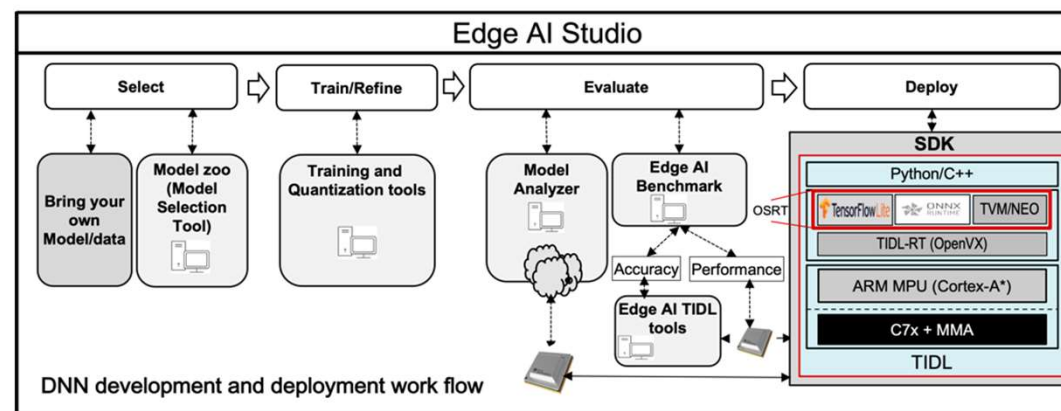 Edge AI Studio
Select
Train/Refine
Evaluate
Deploy
Bring your
own
Model/data
Model zoo
(Model
Selection
Tool)
Training and
Quantization tools
Model
Analyzer
Edge AI
Benchmark
Accuracy
Performance
Edge AI TIDL
tools
OSRT
SDK
Python/C++
TensorFlowLite
ONNX
RUNTIME
TVM/NEO
TIDL-RT (OpenVX)
ARM MPU (Cortex-A*)
C7x + MMA
TIDL
DNN development and deployment work flow